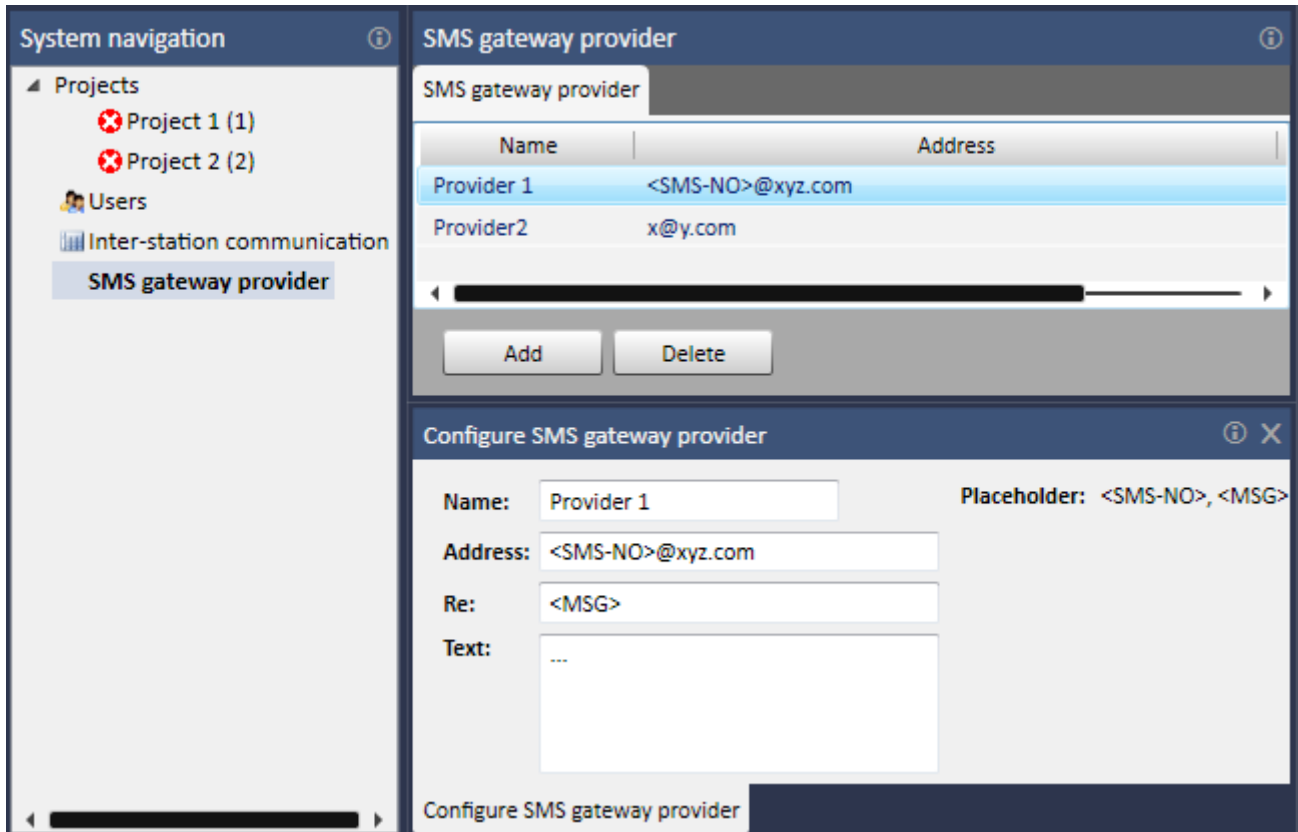 System navigation
Projects
Project 1 (1)
Project 2 (2)
Users
Inter-station communication
SMS gateway provider
SMS gateway provider
SMS gateway provider
Name Address
Provider 1 <SMS-NO>@xyz.com
Provider2 x@y.com
Add Delete
Configure SMS gateway provider
Name: Provider 1 Placeholder: <SMS-NO>, <MSG>
Address: <SMS-NO>@xyz.com
Re: <MSG>
Text: ---
Configure SMS gateway provider